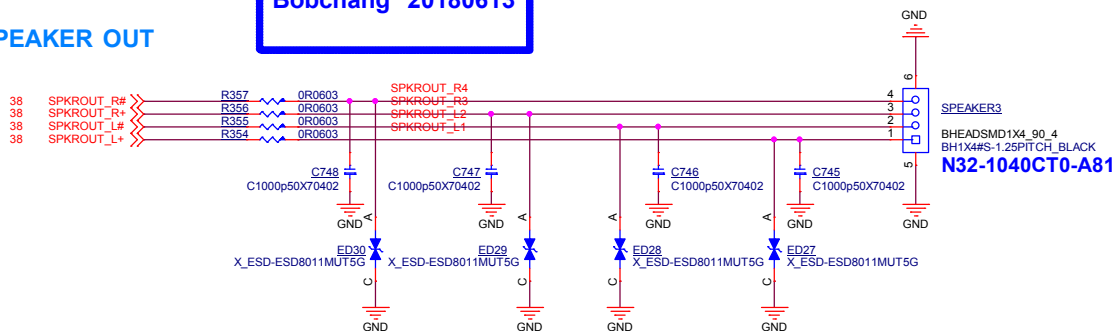 Bobchang 20180613
PEAKER OUT
GND
6
38 SPKROUT_R# R357 0R0603 SPKROUT_R4 4
38 SPKROUT_R+ R356 0R0603 SPKROUT_R3 3 SPEAKER3
38 SPKROUT_L# R355 0R0603 SPKROUT_L2 2
38 SPKROUT_L+ R354 0R0603 SPKROUT_L1 1
BHEADSMD1X4_90_4
BH1X4#S-1.25PITCH_BLACK
N32-1040CT0-A81
5
C748 C747 C746 C745
C1000p50X70402 C1000p50X70402 C1000p50X70402 C1000p50X70402
GND GND GND GND GND
A A A A
ED30 ED29 ED28 ED27
X_ESD-ESD8011MUT5G X_ESD-ESD8011MUT5G X_ESD-ESD8011MUT5G X_ESD-ESD8011MUT5G
C C C C
GND GND GND GND